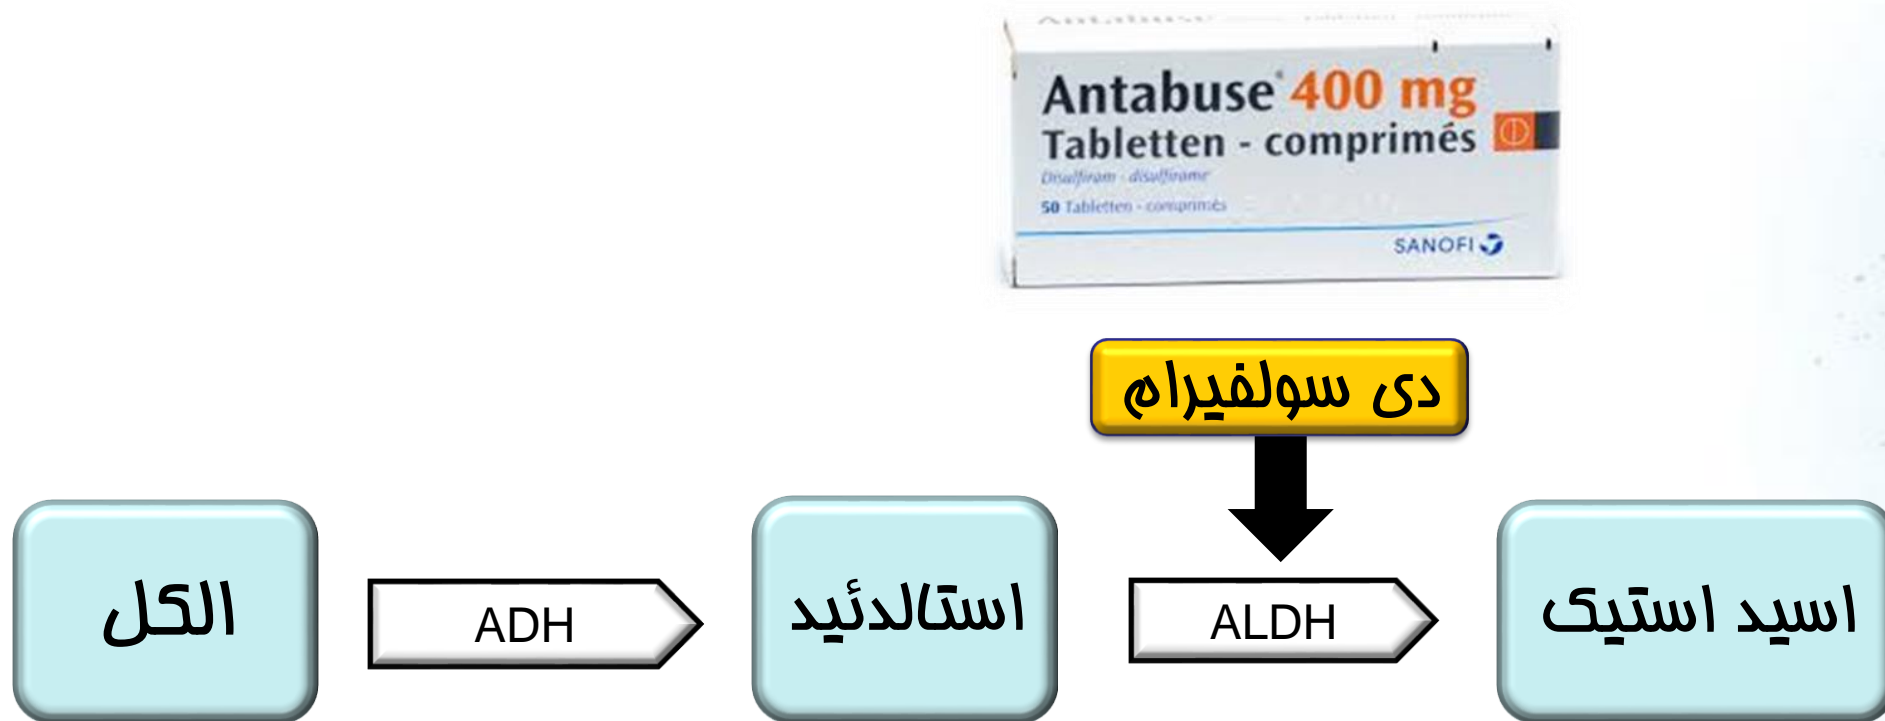 Antabuse® 400 mg
Tabletten - comprimés
Disulfiram - disulfirame
50 Tabletten - comprimés
SANOFI
دی سولفیرام
الکل
ADH
استالدئید
ALDH
اسید استیک